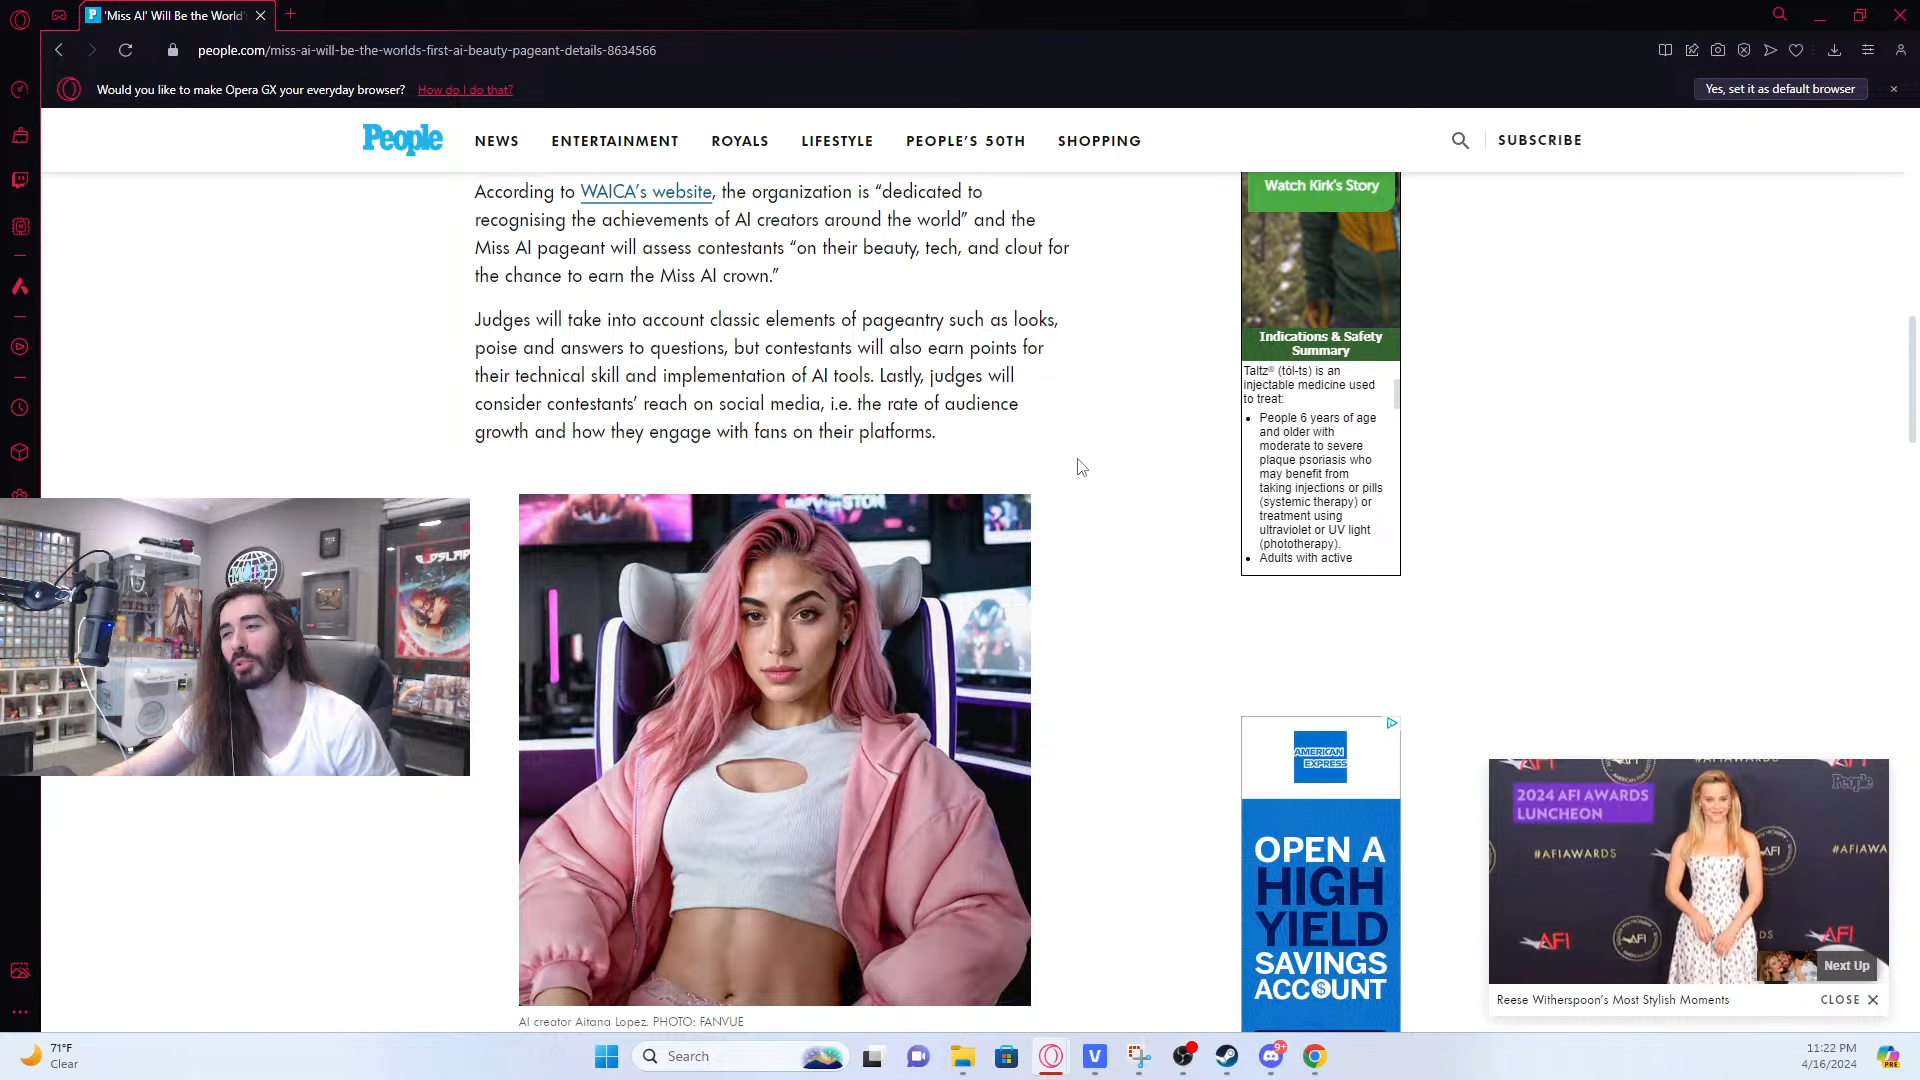 'Miss AI' Will Be the World'
people.com/miss-ai-will-be-the-worlds-first-ai-beauty-pageant-details-8634566
Would you like to make Opera GX your everyday browser? How do I do that?
Yes, set it as default browser
People
NEWS ENTERTAINMENT ROYALS LIFESTYLE PEOPLE'S 50TH SHOPPING
SUBSCRIBE
According to WAICA's website, the organization is “dedicated to
recognising the achievements of AI creators around the world” and the
Miss AI pageant will assess contestants “on their beauty, tech, and clout for
the chance to earn the Miss AI crown.”
Judges will take into account classic elements of pageantry such as looks,
poise and answers to questions, but contestants will also earn points for
their technical skill and implementation of AI tools. Lastly, judges will
consider contestants' reach on social media, i.e. the rate of audience
growth and how they engage with fans on their platforms.
Watch Kirk's Story
Indications & Safety
Summary
Taltz® (tól-ts) is an
injectable medicine used
to treat:
• People 6 years of age
and older with
moderate to severe
plaque psoriasis who
may benefit from
taking injections or pills
(systemic therapy) or
treatment using
ultraviolet or UV light
(phototherapy).
• Adults with active
MOIST
AI creator Aitana Lopez. PHOTO: FANVUE
AMERICAN
EXPRESS
OPEN A
HIGH
YIELD
SAVINGS
ACCOUNT
People
2024 AFI AWARDS
LUNCHEON
#AFIAWARDS
#AFIAWA
AFI
AFI
AFI
AFI
AFI
Next Up
Reese Witherspoon's Most Stylish Moments
CLOSE
71°F
Clear
Search
V
9+
11:22 PM
4/16/2024
PRE